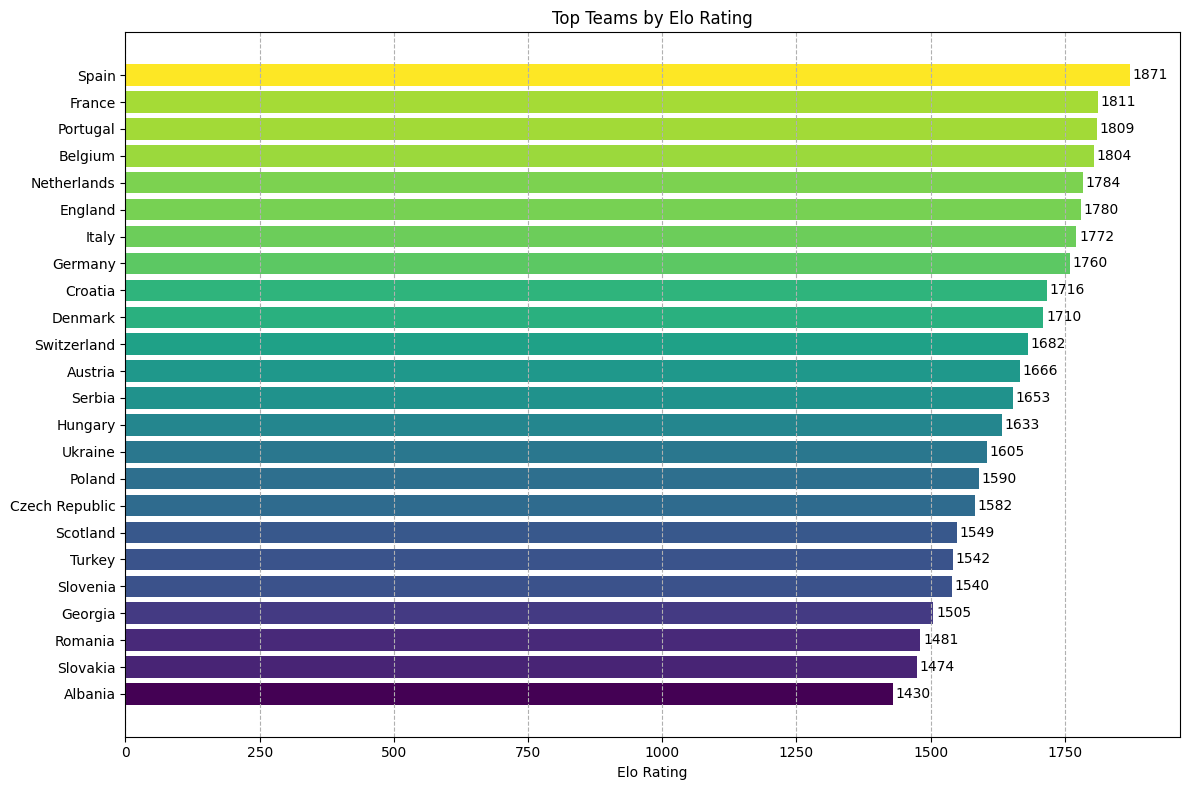 Top Teams by Elo Rating
Spain 1871
France 1811
Portugal 1809
Belgium 1804
Netherlands 1784
England 1780
Italy 1772
Germany 1760
Croatia 1716
Denmark 1710
Switzerland 1682
Austria 1666
Serbia 1653
Hungary 1633
Ukraine 1605
Poland 1590
Czech Republic 1582
Scotland 1549
Turkey 1542
Slovenia 1540
Georgia 1505
Romania 1481
Slovakia 1474
Albania 1430
0 250 500 750 1000 1250 1500 1750
Elo Rating